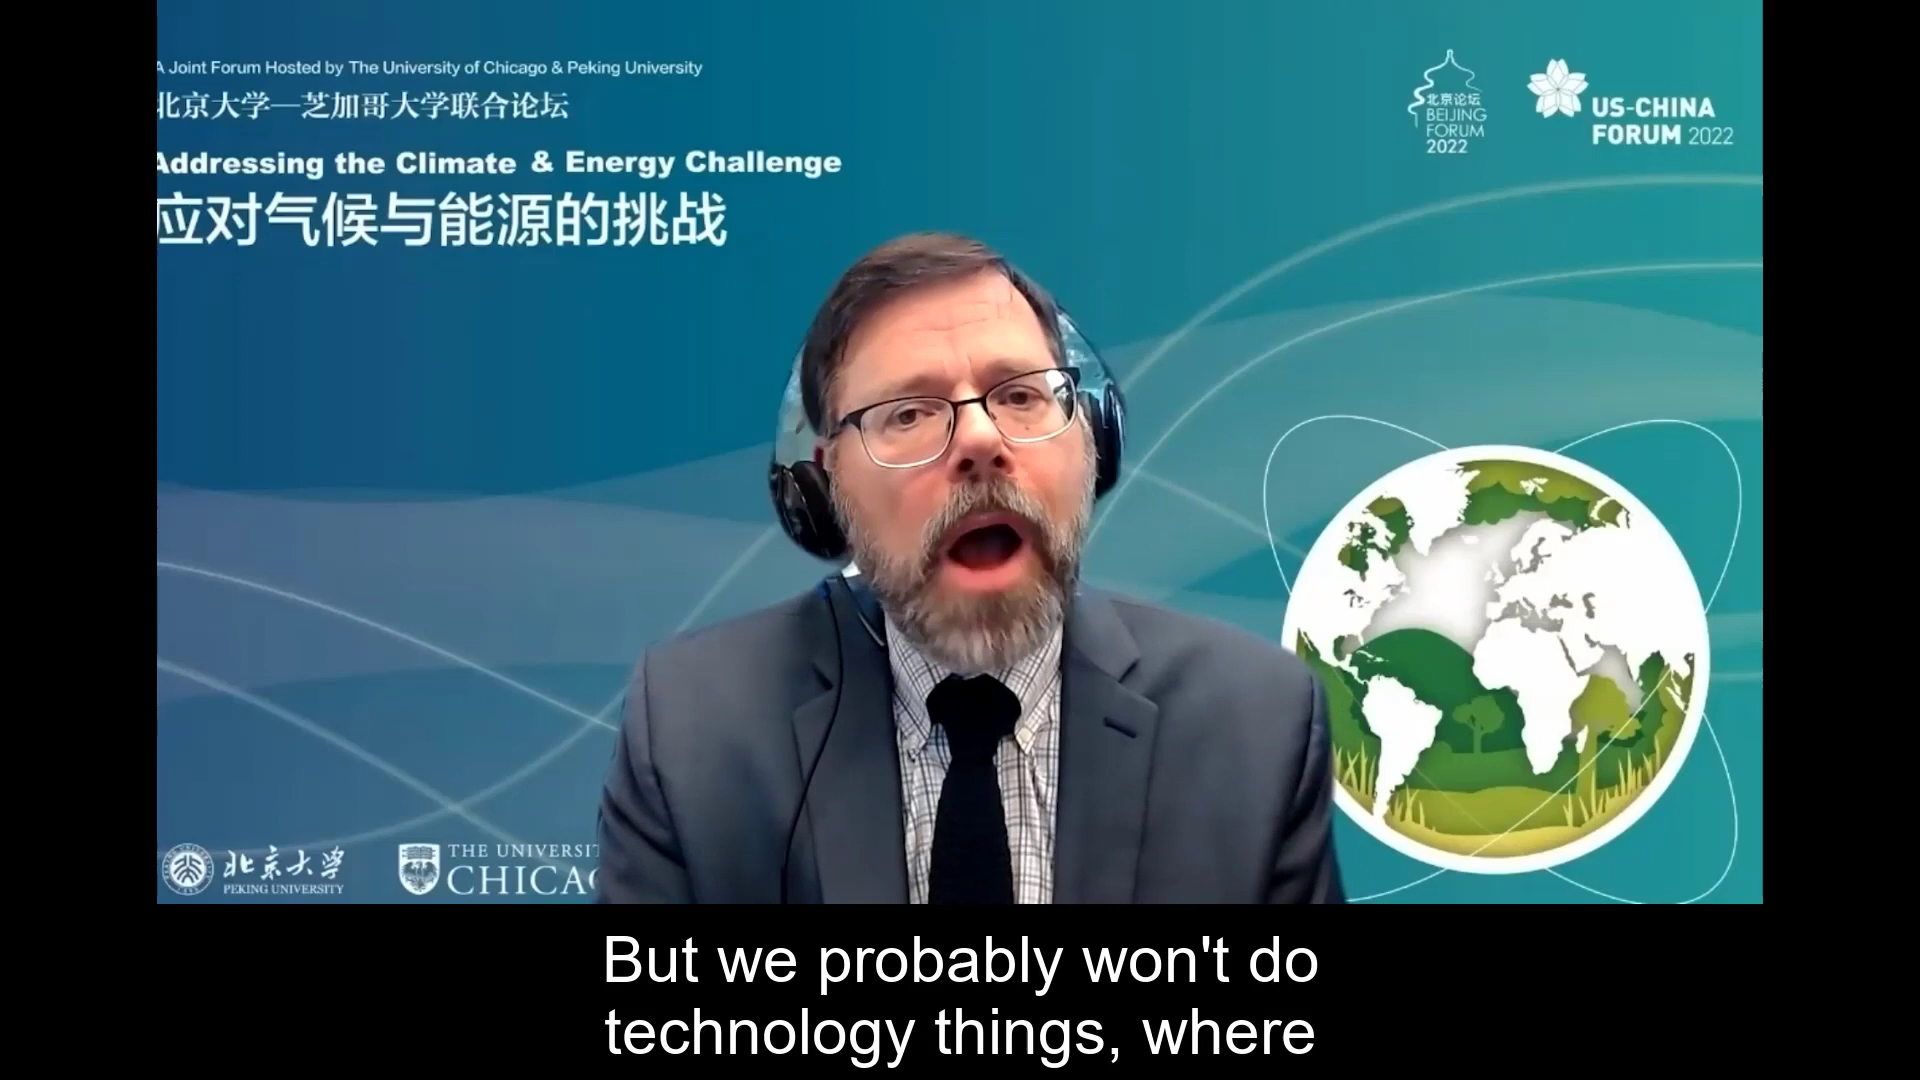 A Joint Forum Hosted by The University of Chicago & Peking University
北京大学—芝加哥大学联合论坛
Addressing the Climate & Energy Challenge
应对气候与能源的挑战
北京论坛
BEIJING
FORUM
2022
US-CHINA
FORUM 2022
北京大学
PEKING UNIVERSITY
THE UNIVERSIT
CHICAG
But we probably won't do
technology things, where